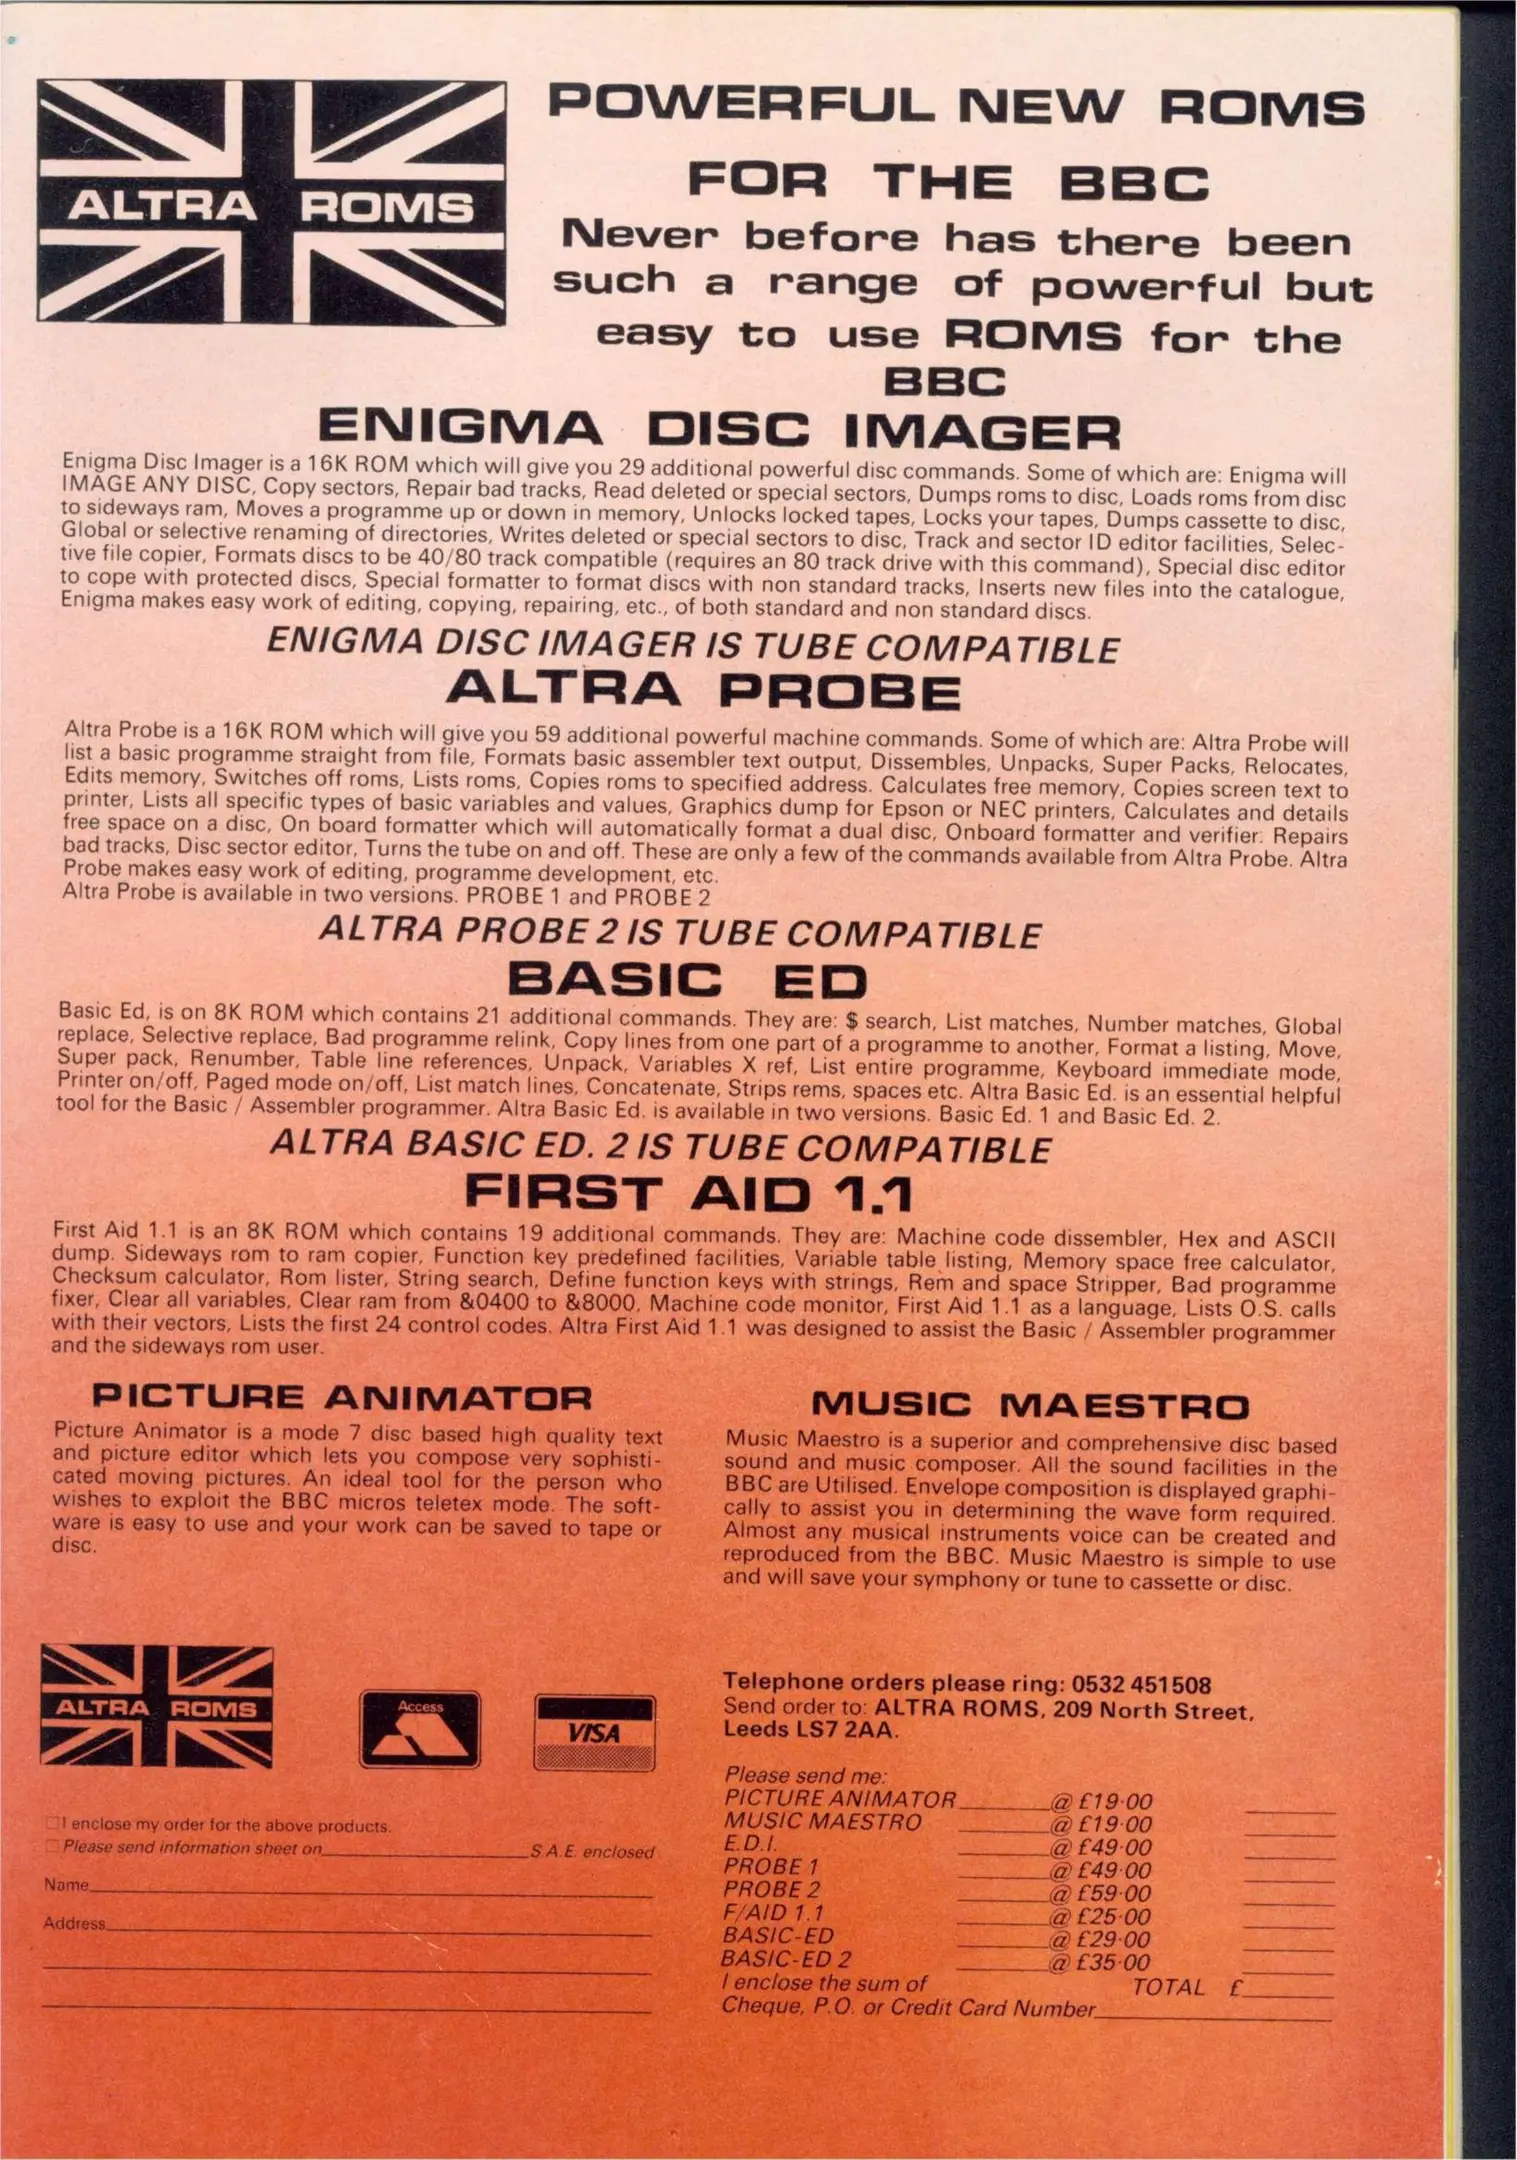 ALTRA ROMS
POWERFUL NEW ROMS
FOR THE BBC
Never before has there been
such a range of powerful but
easy to use ROMS for the
BBC
ENIGMA DISC IMAGER
Enigma Disc Imager is a 16K ROM which will give you 29 additional powerful disc commands. Some of which are: Enigma will
IMAGE ANY DISC, Copy sectors, Repair bad tracks, Read deleted or special sectors, Dumps roms to disc, Loads roms from disc
to sideways ram, Moves a programme up or down in memory, Unlocks locked tapes, Locks your tapes, Dumps cassette to disc,
Global or selective renaming of directories, Writes deleted or special sectors to disc, Track and sector ID editor facilities, Selec-
tive file copier, Formats discs to be 40/80 track compatible (requires an 80 track drive with this command), Special disc editor
to cope with protected discs, Special formatter to format discs with non standard tracks, Inserts new files into the catalogue,
Enigma makes easy work of editing, copying, repairing, etc., of both standard and non standard discs.
ENIGMA DISC IMAGER IS TUBE COMPATIBLE
ALTRA PROBE
Altra Probe is a 16K ROM which will give you 59 additional powerful machine commands. Some of which are: Altra Probe will
list a basic programme straight from file, Formats basic assembler text output, Dissembles, Unpacks, Super Packs, Relocates,
Edits memory, Switches off roms, Lists roms, Copies roms to specified address. Calculates free memory, Copies screen text to
printer, Lists all specific types of basic variables and values, Graphics dump for Epson or NEC printers, Calculates and details
free space on a disc, On board formatter which will automatically format a dual disc, Onboard formatter and verifier. Repairs
bad tracks, Disc sector editor, Turns the tube on and off. These are only a few of the commands available from Altra Probe. Altra
Probe makes easy work of editing, programme development, etc.
Altra Probe is available in two versions. PROBE 1 and PROBE 2
ALTRA PROBE 2 IS TUBE COMPATIBLE
BASIC ED
Basic Ed, is on 8K ROM which contains 21 additional commands. They are: $ search, List matches, Number matches, Global
replace, Selective replace, Bad programme relink, Copy lines from one part of a programme to another, Format a listing, Move,
Super pack, Renumber, Table line references, Unpack, Variables X ref, List entire programme, Keyboard immediate mode,
Printer on/off, Paged mode on/off, List match lines, Concatenate, Strips rems, spaces etc. Altra Basic Ed. is an essential helpful
tool for the Basic / Assembler programmer. Altra Basic Ed. is available in two versions. Basic Ed. 1 and Basic Ed. 2.
ALTRA BASIC ED. 2 IS TUBE COMPATIBLE
FIRST AID 1.1
First Aid 1.1 is an 8K ROM which contains 19 additional commands. They are: Machine code dissembler, Hex and ASCII
dump. Sideways rom to ram copier, Function key predefined facilities, Variable table listing, Memory space free calculator,
Checksum calculator, Rom lister, String search, Define function keys with strings, Rem and space Stripper, Bad programme
fixer, Clear all variables, Clear ram from &0400 to &8000, Machine code monitor, First Aid 1.1 as a language, Lists O.S. calls
with their vectors, Lists the first 24 control codes. Altra First Aid 1.1 was designed to assist the Basic / Assembler programmer
and the sideways rom user.
PICTURE ANIMATOR
Picture Animator is a mode 7 disc based high quality text
and picture editor which lets you compose very sophisti-
cated moving pictures. An ideal tool for the person who
wishes to exploit the BBC micros teletex mode. The soft-
ware is easy to use and your work can be saved to tape or
disc.
MUSIC MAESTRO
Music Maestro is a superior and comprehensive disc based
sound and music composer. All the sound facilities in the
BBC are Utilised. Envelope composition is displayed graphi-
cally to assist you in determining the wave form required.
Almost any musical instruments voice can be created and
reproduced from the BBC. Music Maestro is simple to use
and will save your symphony or tune to cassette or disc.
ALTRA ROMS
Access
VISA
I enclose my order for the above products.
Please send information sheet on S.A.E. enclosed
Name
Address
Telephone orders please ring: 0532 451508
Send order to: ALTRA ROMS, 209 North Street,
Leeds LS7 2AA.
Please send me:
PICTURE ANIMATOR @ £19·00
MUSIC MAESTRO @ £19·00
E.D.I. @ £49·00
PROBE 1 @ £49·00
PROBE 2 @ £59·00
F/AID 1.1 @ £25·00
BASIC-ED @ £29·00
BASIC-ED 2 @ £35·00
I enclose the sum of TOTAL £
Cheque, P.O. or Credit Card Number